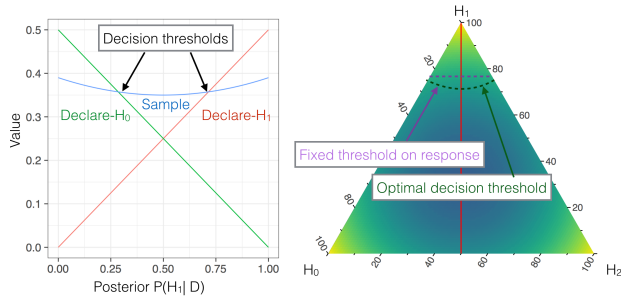 Decision thresholds
Sample
Declare-H₀
Declare-H₁
Value
0.5
0.4
0.3
0.2
0.1
0.0
0.00
0.25
0.50
0.75
1.00
Posterior P(H₁| D)
H₁
100
80
60
40
20
20
40
60
80
100
20
40
60
80
100
Fixed threshold on response
Optimal decision threshold
H₀
H₂